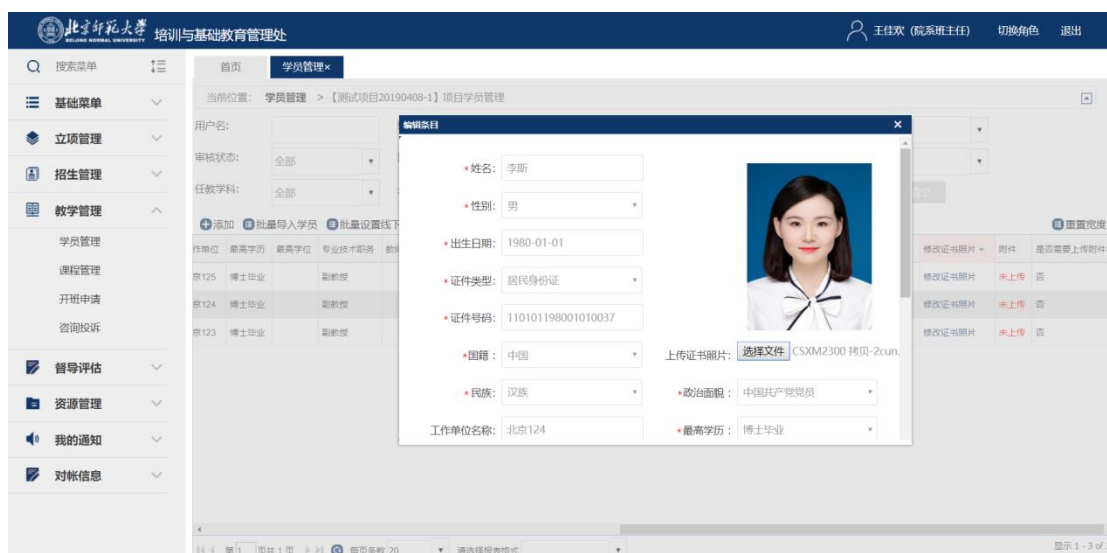 北京师范大学 培训与基础教育管理处 王佳欢 (院系班主任) 切换角色 退出
BEIJING NORMAL UNIVERSITY
搜索菜单 首页 学员管理×
基础菜单 当前位置： 学员管理 > 【测试项目20190408-1】项目学员管理
用户名: 编辑条目 ×
立项管理
审核状态: 全部 *姓名: 李斯
招生管理
任教学科: 全部 *性别: 男
教学管理
添加 批量导入学员 批量设置线下 重置宽度
学员管理 作单位 最高学历 最高学位 专业技术职务 *出生日期: 1980-01-01 修改证书照片 附件 是否需要上传附件
课程管理 京125 博士毕业 副教授 *证件类型: 居民身份证 修改证书照片 未上传 否
开班申请 京124 博士毕业 副教授 修改证书照片 未上传 否
咨询投诉 京123 博士毕业 副教授 *证件号码: 110101198001010037 修改证书照片 未上传 否
*国籍： 中国 上传证书照片: 选择文件 CSXM2300 拷贝-2cun.
督导评估
资源管理 *民族: 汉族 *政治面貌： 中国共产党党员
我的通知 工作单位名称: 北京124 *最高学历： 博士毕业
对帐信息
第 1 页共 1 页 每页条数 20 请选择报表格式 显示 1 - 3 of